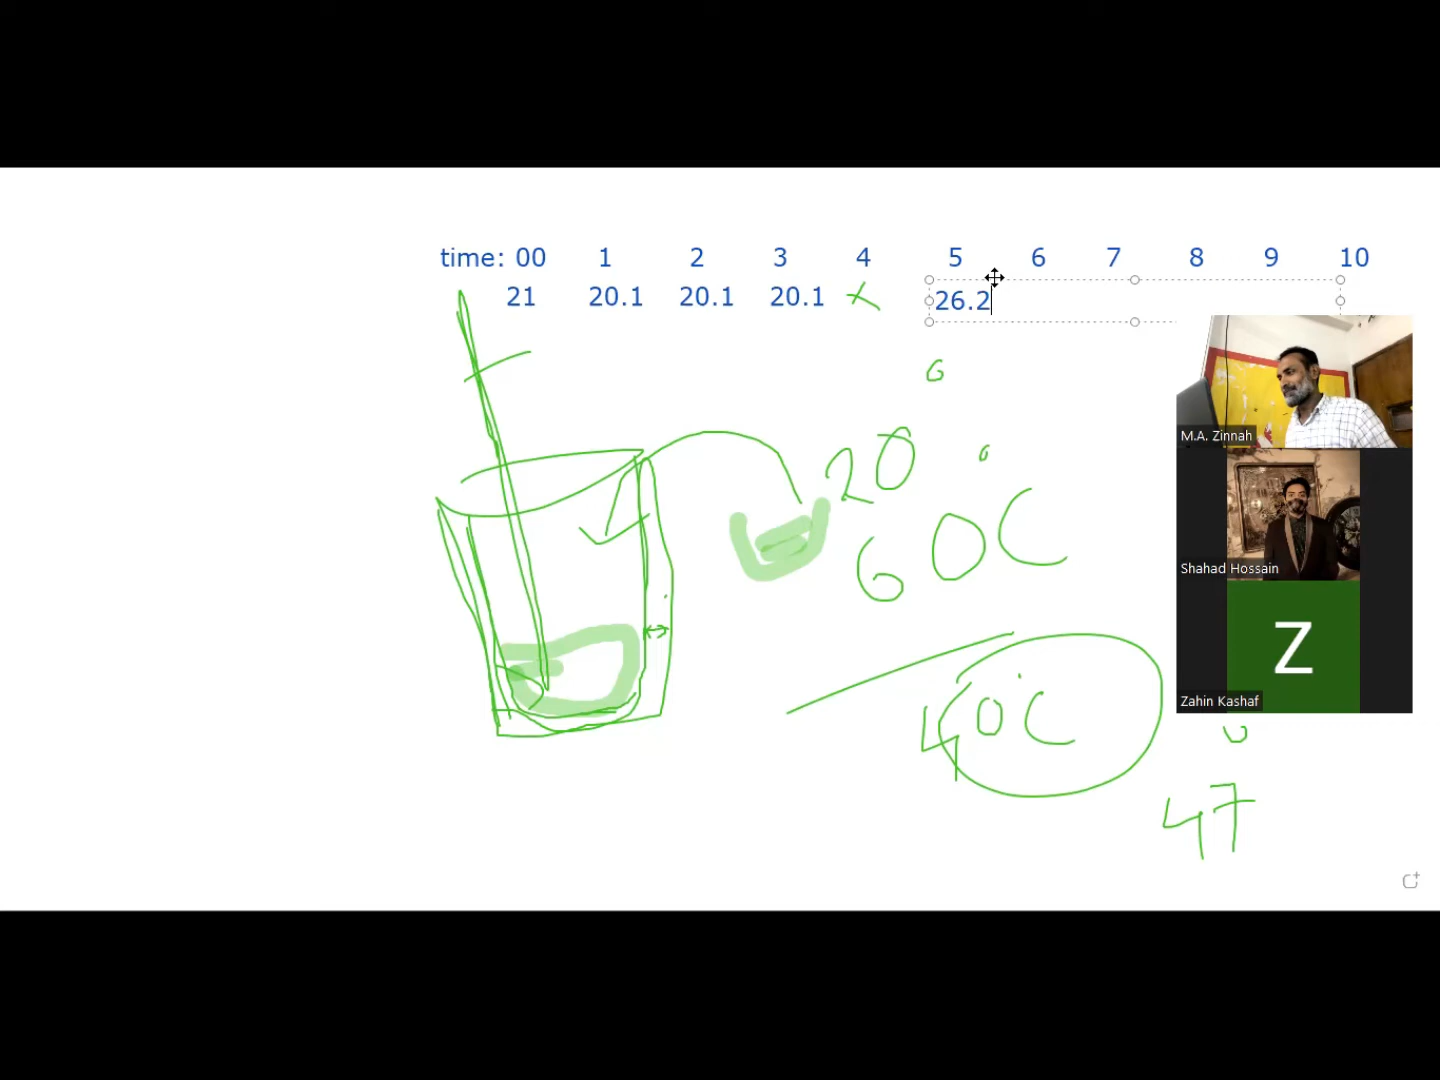 time: 00 1 2 3 4 5 6 7 8 9 10
21 20.1 20.1 20.1 x 26.2
20
60C
40C
47
M.A. Zinnah
Shahad Hossain
Z
Zahin Kashaf